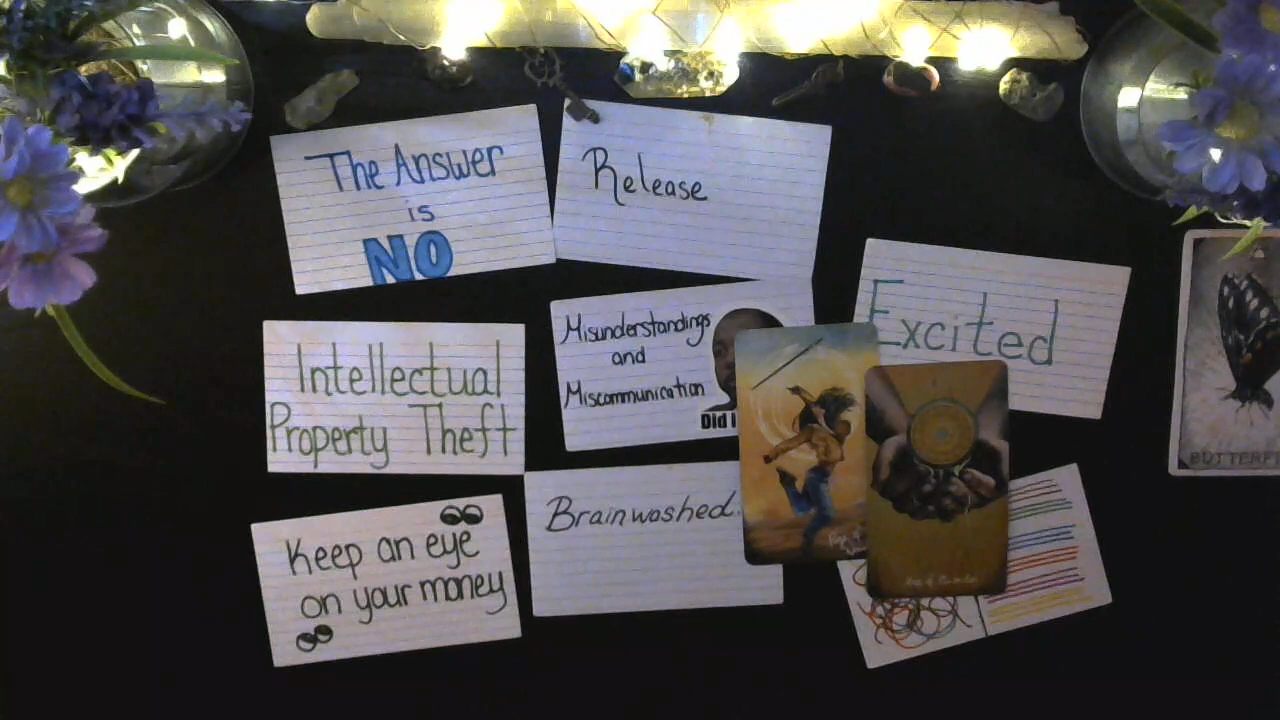 The Answer
is
NO
Release
Excited
Intellectual
Property Theft
Misunderstandings
and
Miscommunication
Did I
Keep an eye
on your money
Brainwashed.
BUTTERF